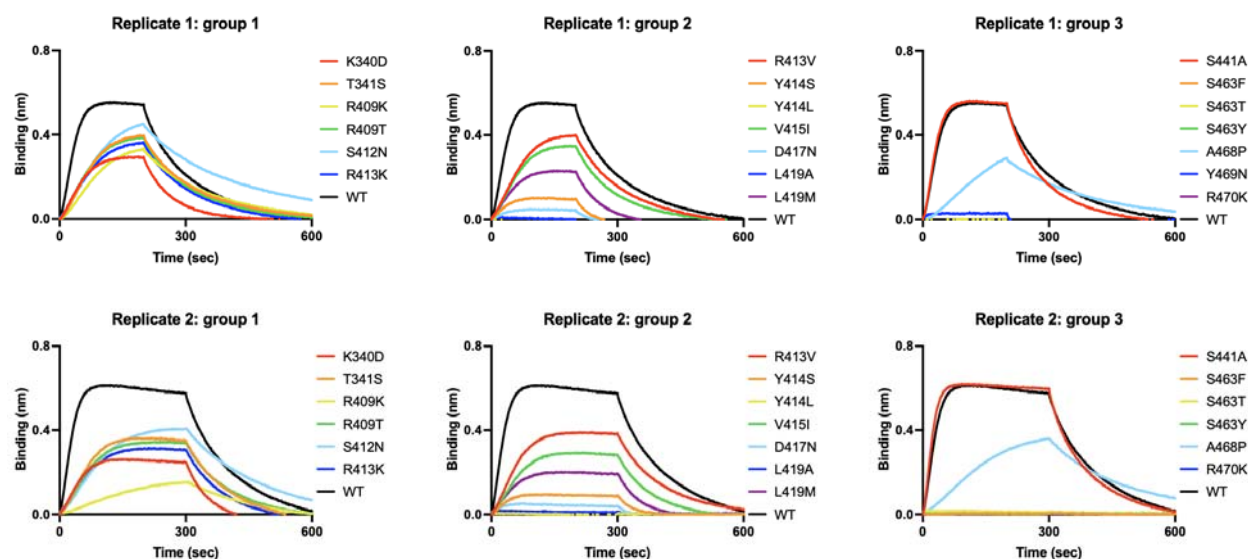 Replicate 1: group 1
Binding (nm)
0.8
0.4
0.0
0
300
600
Time (sec)
K340D
T341S
R409K
R409T
S412N
R413K
WT
Replicate 1: group 2
Binding (nm)
0.8
0.4
0.0
0
300
600
Time (sec)
R413V
Y414S
Y414L
V415I
D417N
L419A
L419M
WT
Replicate 1: group 3
Binding (nm)
0.8
0.4
0.0
0
300
600
Time (sec)
S441A
S463F
S463T
S463Y
A468P
Y469N
R470K
WT
Replicate 2: group 1
Binding (nm)
0.8
0.4
0.0
0
300
600
Time (sec)
K340D
T341S
R409K
R409T
S412N
R413K
WT
Replicate 2: group 2
Binding (nm)
0.8
0.4
0.0
0
300
600
Time (sec)
R413V
Y414S
Y414L
V415I
D417N
L419A
L419M
WT
Replicate 2: group 3
Binding (nm)
0.8
0.4
0.0
0
300
600
Time (sec)
S441A
S463F
S463T
S463Y
A468P
R470K
WT